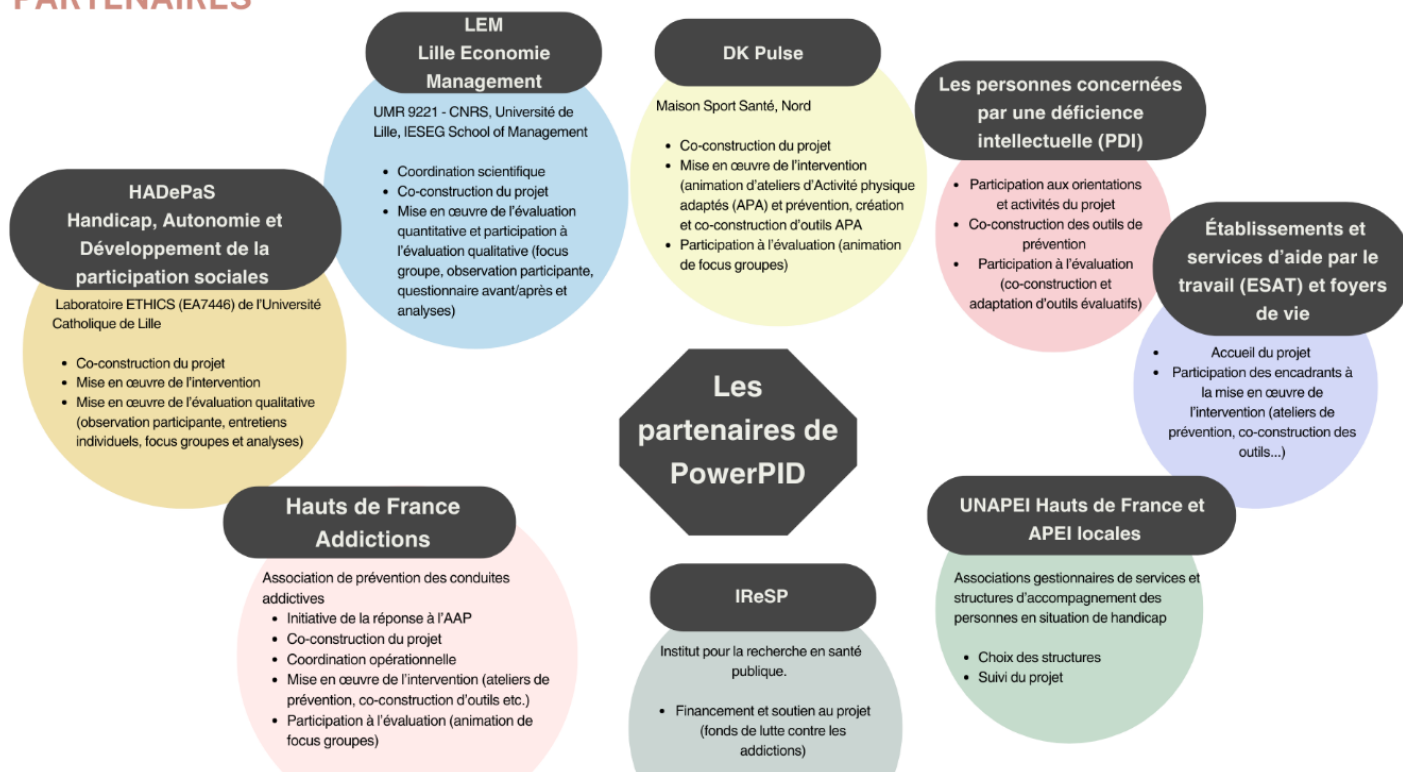 PARTENAIRES
LEM
Lille Economie
Management
UMR 9221 - CNRS, Université de
Lille, IESEG School of Management
• Coordination scientifique
• Co-construction du projet
• Mise en œuvre de l'évaluation
quantitative et participation à
l'évaluation qualitative (focus
groupe, observation participante,
questionnaire avant/après et
analyses)
DK Pulse
Maison Sport Santé, Nord
• Co-construction du projet
• Mise en œuvre de l'intervention
(animation d'ateliers d'Activité physique
adaptés (APA) et prévention, création
et co-construction d'outils APA
• Participation à l'évaluation (animation
de focus groupes)
Les personnes concernées
par une déficience
intellectuelle (PDI)
• Participation aux orientations
et activités du projet
• Co-construction des outils de
prévention
• Participation à l'évaluation
(co-construction et
adaptation d'outils évaluatifs)
HADePaS
Handicap, Autonomie et
Développement de la
participation sociales
Laboratoire ETHICS (EA7446) de l'Université
Catholique de Lille
• Co-construction du projet
• Mise en œuvre de l'intervention
• Mise en œuvre de l'évaluation qualitative
(observation participante, entretiens
individuels, focus groupes et analyses)
Établissements et
services d'aide par le
travail (ESAT) et foyers
de vie
• Accueil du projet
• Participation des encadrants à
la mise en œuvre de
l'intervention (ateliers de
prévention, co-construction des
outils...)
Les
partenaires de
PowerPID
Hauts de France
Addictions
Association de prévention des conduites
addictives
• Initiative de la réponse à l'AAP
• Co-construction du projet
• Coordination opérationnelle
• Mise en œuvre de l'intervention (ateliers de
prévention, co-construction d'outils etc.)
• Participation à l'évaluation (animation de
focus groupes)
IReSP
Institut pour la recherche en santé
publique.
• Financement et soutien au projet
(fonds de lutte contre les
addictions)
UNAPEI Hauts de France et
APEI locales
Associations gestionnaires de services et
structures d'accompagnement des
personnes en situation de handicap
• Choix des structures
• Suivi du projet